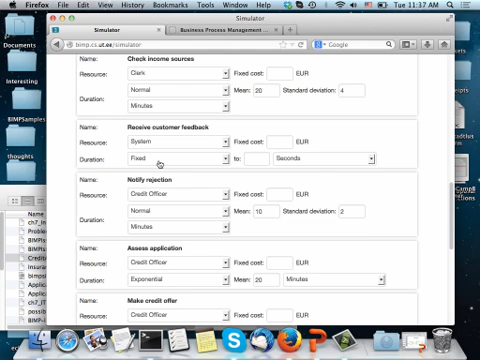 Firefox File Edit View History Bookmarks Tools Window Help
Tue 11:37 AM
Simulator
Simulator
Business Process Management
bimp.cs.ut.ee/simulator
Google
Name: Check income sources
Resource: Clerk Fixed cost: EUR
Duration: Normal Mean: 20 Standard deviation: 4
Minutes
Name: Receive customer feedback
Resource: System Fixed cost: EUR
Duration: Fixed to: Seconds
Name: Notify rejection
Resource: Credit Officer Fixed cost: EUR
Duration: Normal Mean: 10 Standard deviation: 2
Minutes
Name: Assess application
Resource: Credit Officer Fixed cost: EUR
Duration: Exponential Mean: 20 Minutes
Name: Make credit offer
Resource: Credit Officer Fixed cost: EUR
Documents
Interesting
BIMPSamples
thoughts
Name